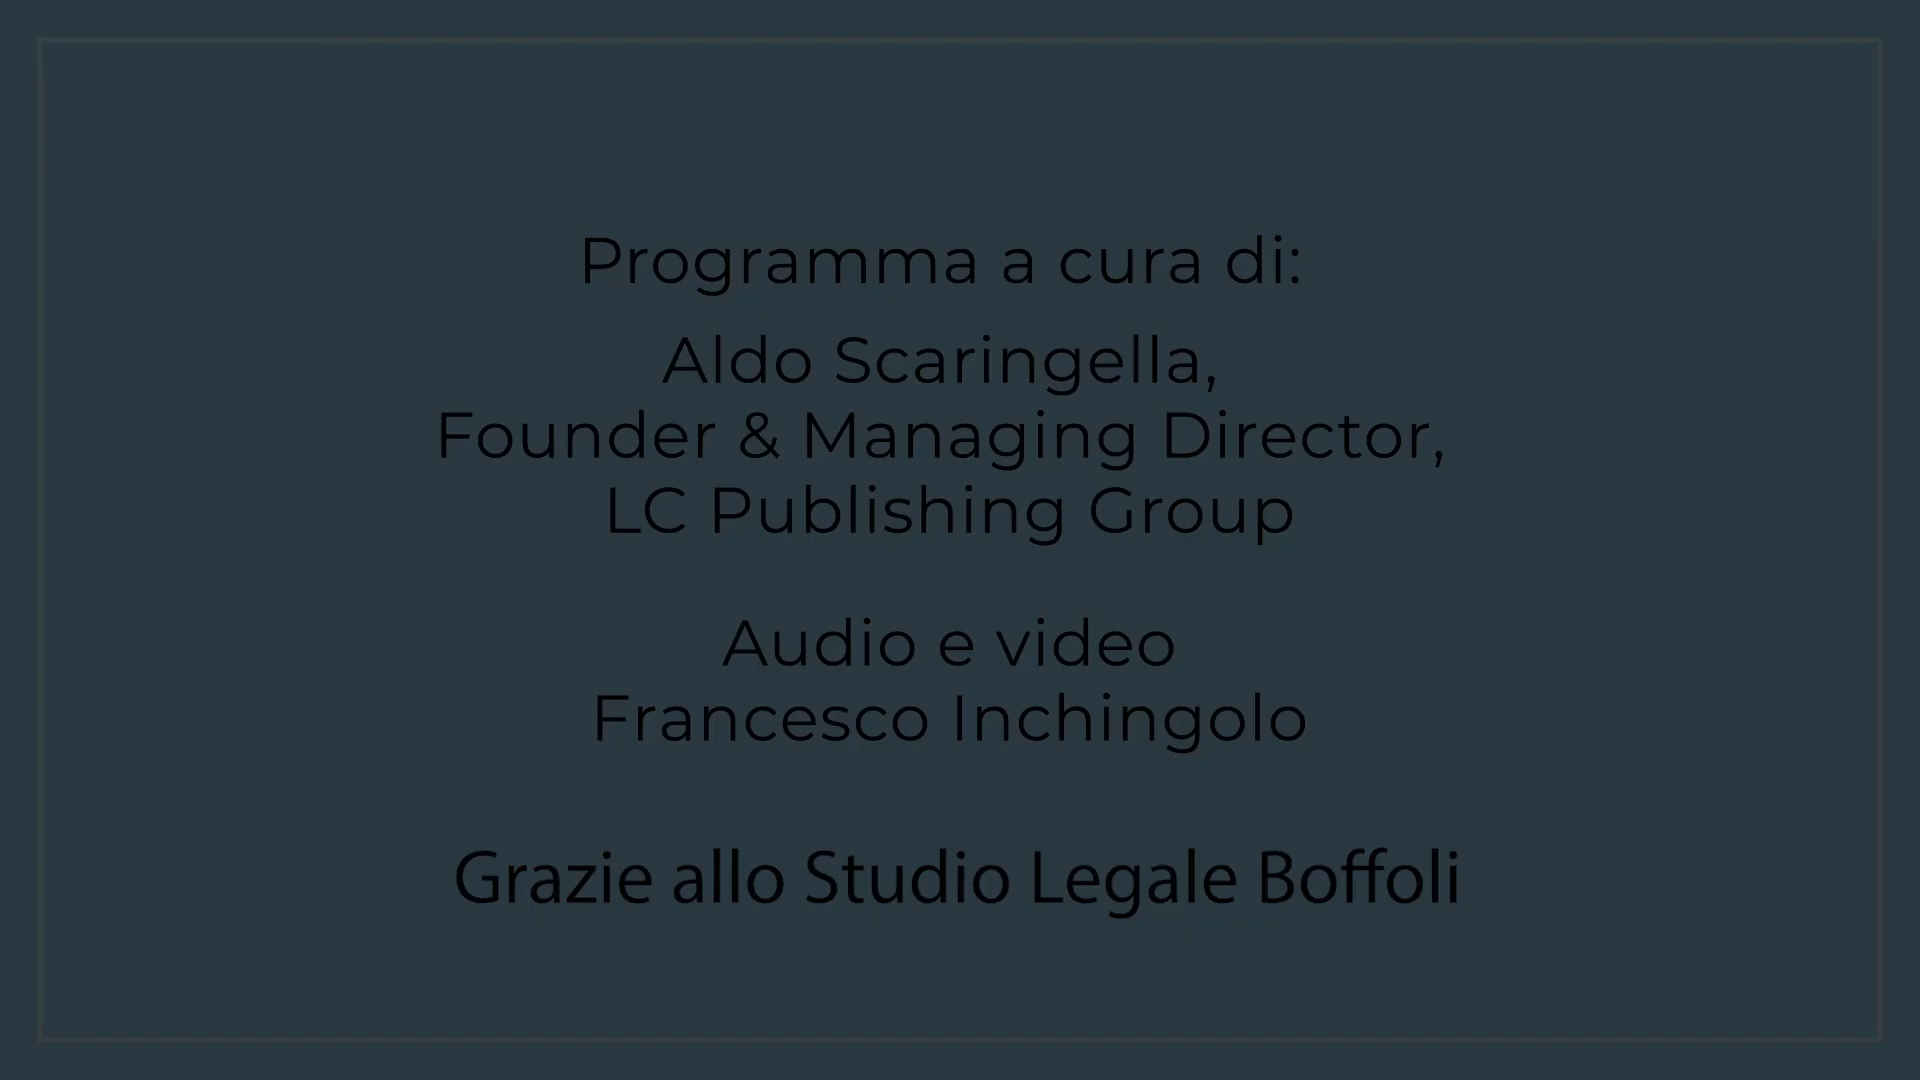 Programma a cura di:
Aldo Scaringella,
Founder & Managing Director,
LC Publishing Group
Audio e video
Francesco Inchingolo
Grazie allo Studio Legale Boffoli